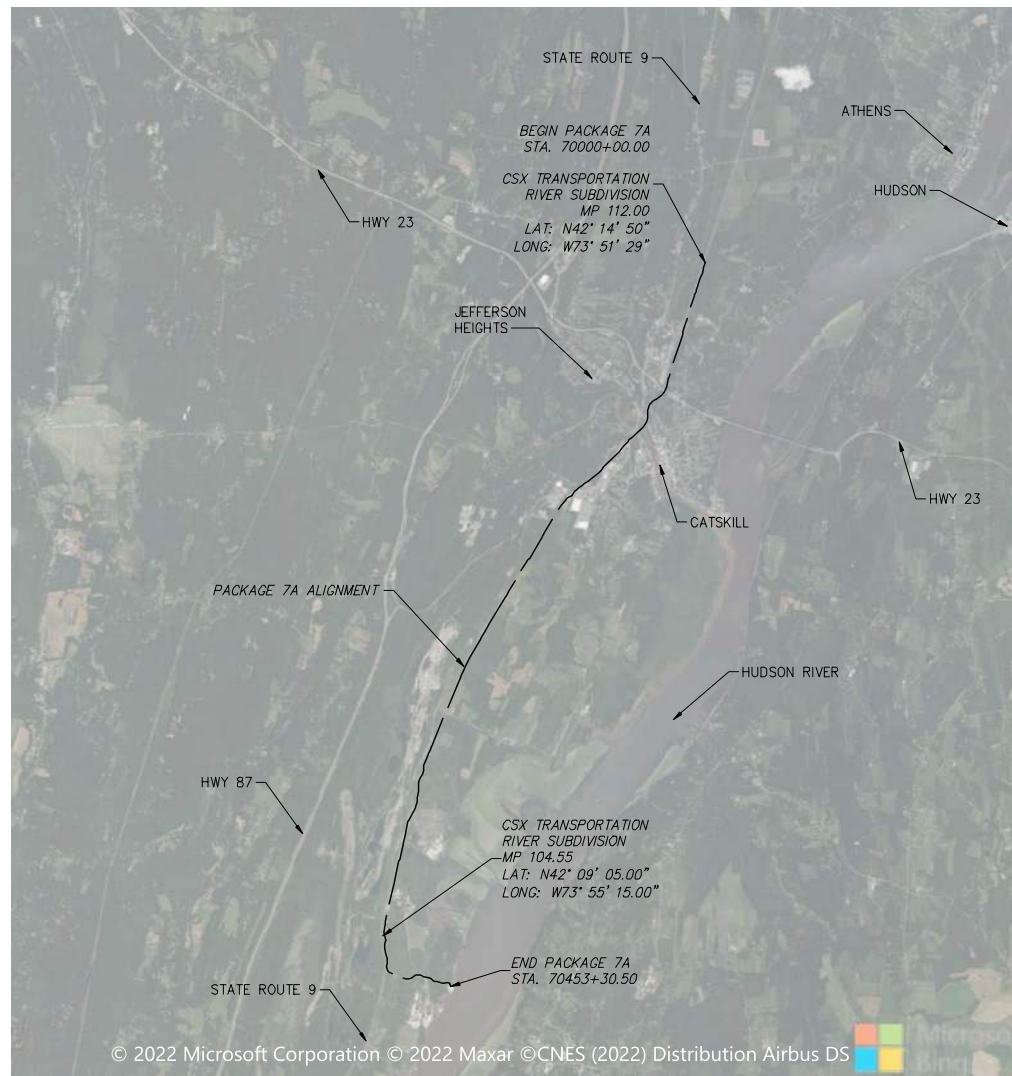 STATE ROUTE 9
ATHENS
BEGIN PACKAGE 7A
STA. 70000+00.00
CSX TRANSPORTATION
RIVER SUBDIVISION
MP 112.00
LAT: N42° 14' 50"
LONG: W73° 51' 29"
HUDSON
HWY 23
JEFFERSON
HEIGHTS
HWY 23
CATSKILL
PACKAGE 7A ALIGNMENT
HUDSON RIVER
HWY 87
CSX TRANSPORTATION
RIVER SUBDIVISION
MP 104.55
LAT: N42° 09' 05.00"
LONG: W73° 55' 15.00"
END PACKAGE 7A
STA. 70453+30.50
STATE ROUTE 9
© 2022 Microsoft Corporation © 2022 Maxar ©CNES (2022) Distribution Airbus DS
Microsoft
Bing